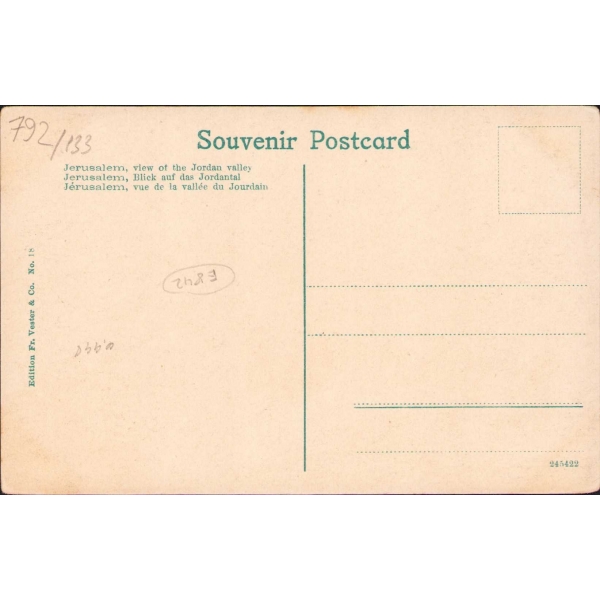 792/133
Souvenir Postcard
Jerusalem, view of the Jordan valley
Jerusalem, Blick auf das Jordantal
Jérusalem, vue de la vallée du Jourdain
Edition Fr. Vester & Co. No. 18
245422